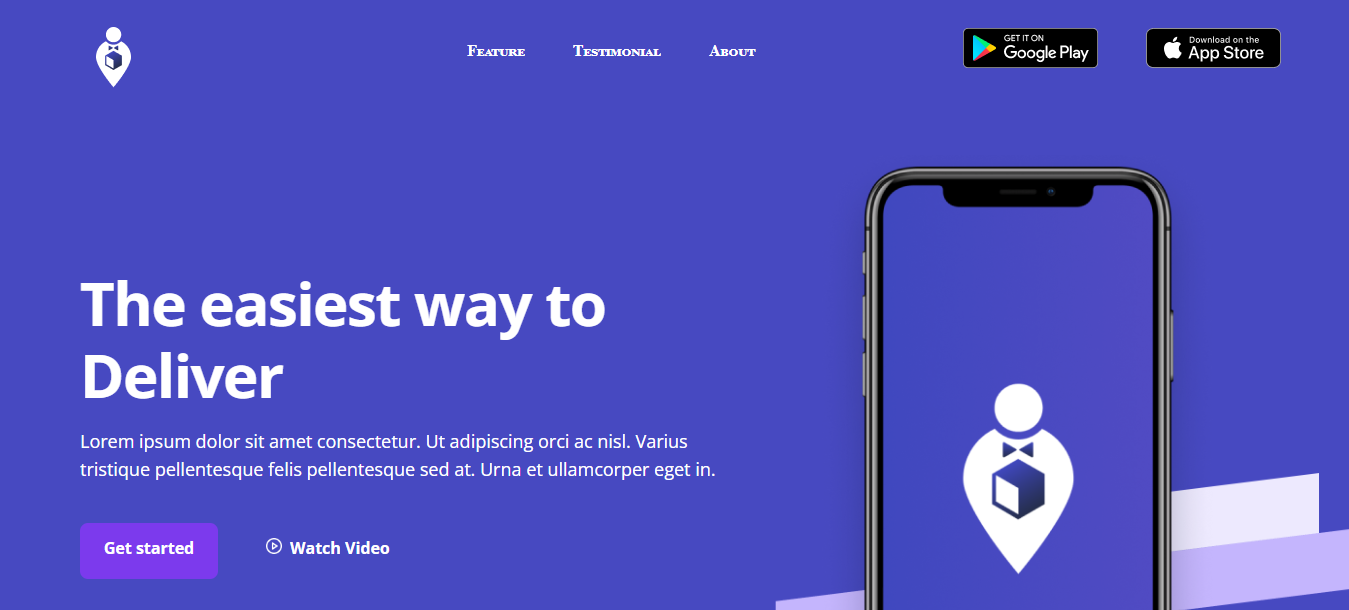 Feature Testimonial About
GET IT ON
Google Play
Download on the
App Store
The easiest way to
Deliver
Lorem ipsum dolor sit amet consectetur. Ut adipiscing orci ac nisl. Varius
tristique pellentesque felis pellentesque sed at. Urna et ullamcorper eget in.
Get started Watch Video